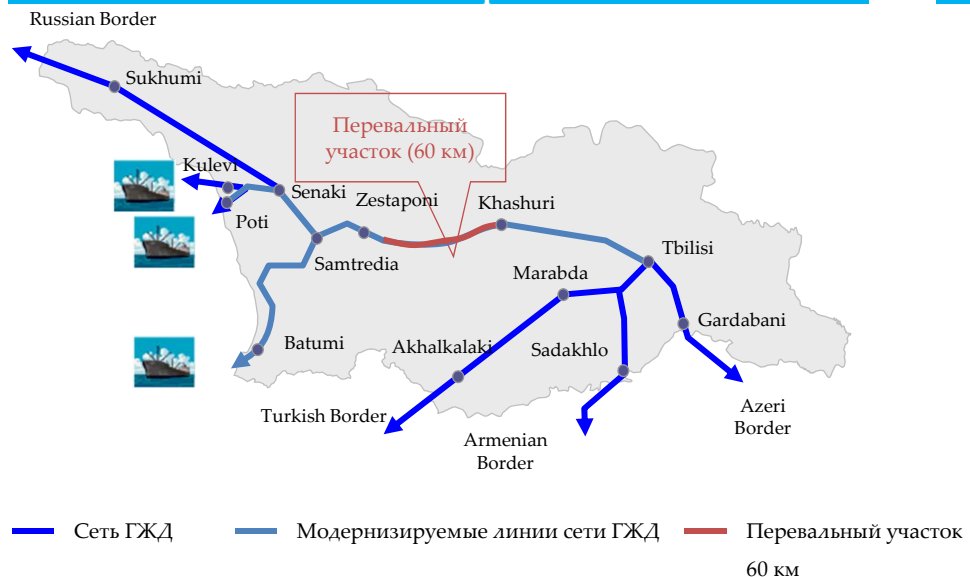 Russian Border
Sukhumi
Перевальный
участок (60 км)
Kulevi
Senaki
Zestaponi
Khashuri
Poti
Samtredia
Tbilisi
Marabda
Gardabani
Batumi
Akhalkalaki
Sadakhlo
Turkish Border
Azeri
Border
Armenian
Border
Сеть ГЖД
Модернизируемые линии сети ГЖД
Перевальный участок
60 км